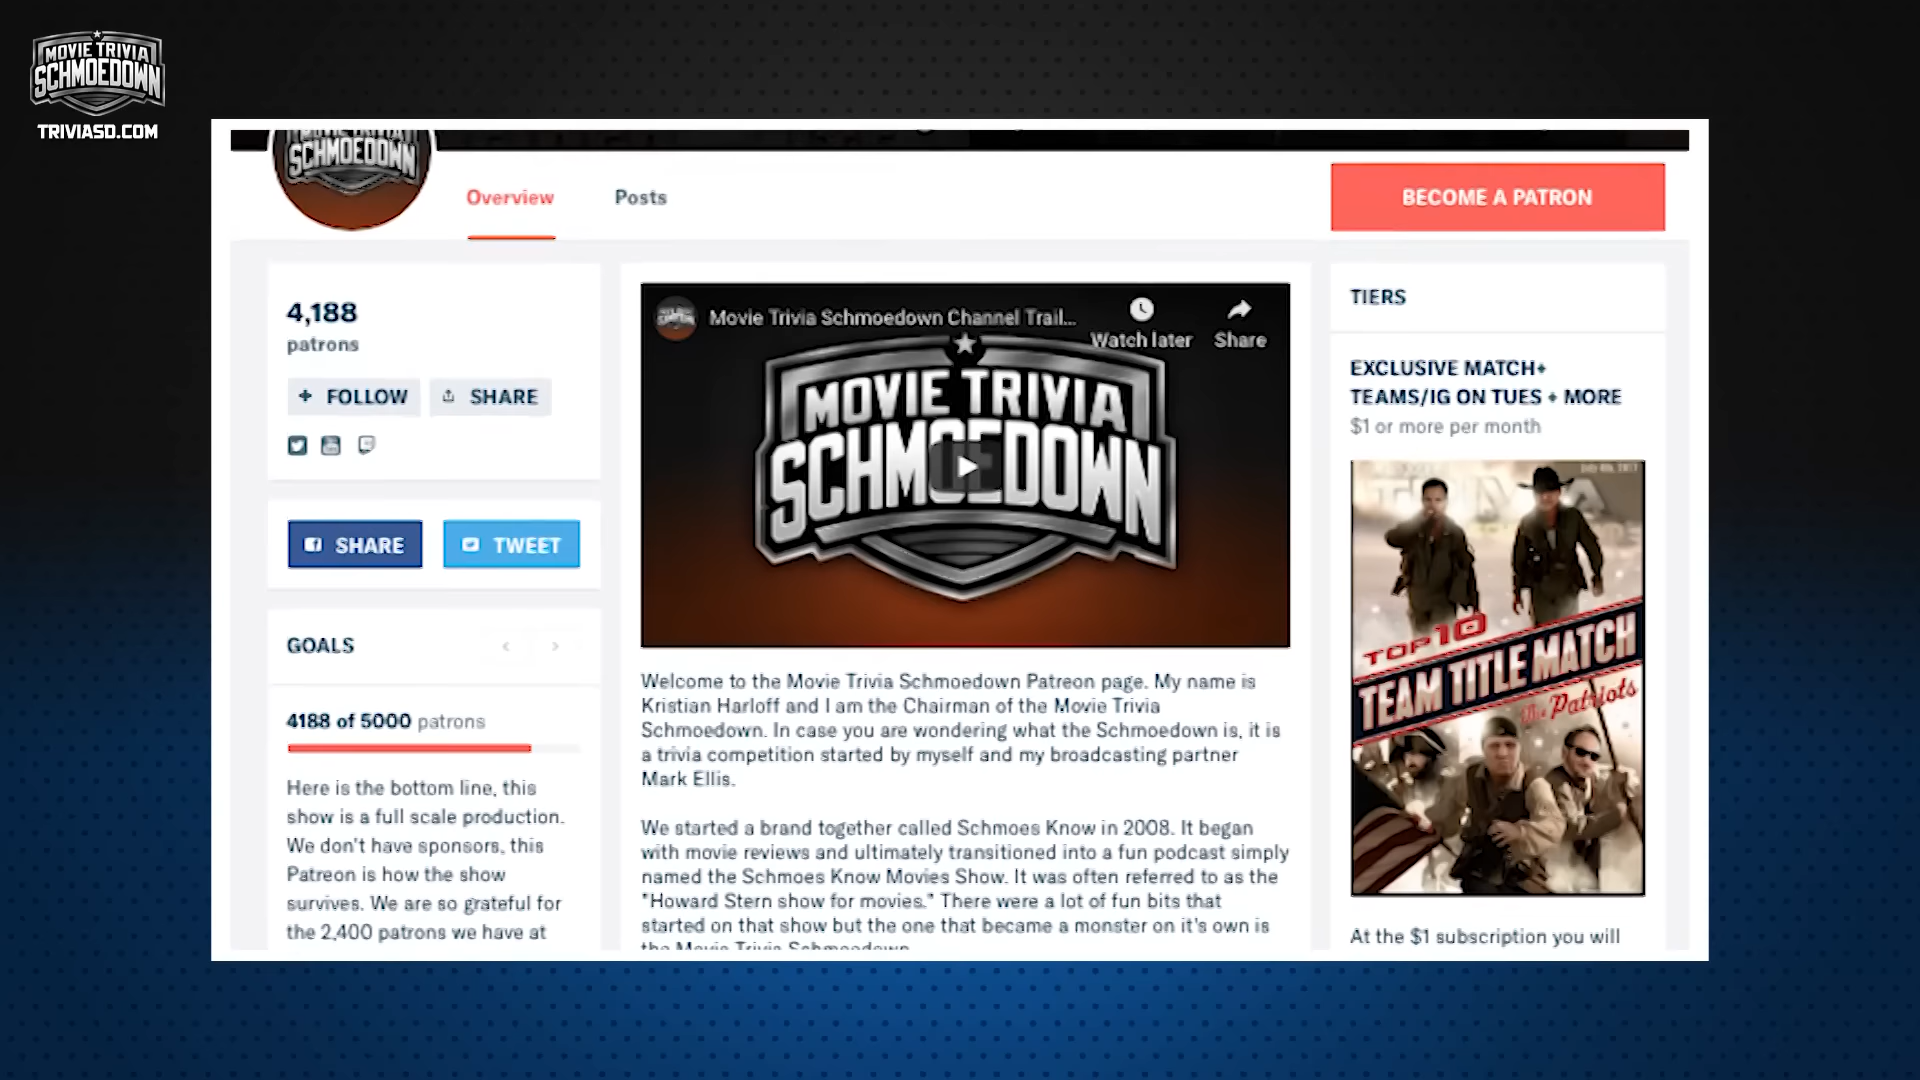 MOVIE TRIVIA
SCHMOEDOWN
TRIVIASD.COM
SCHMOEDOWN
Overview
Posts
BECOME A PATRON
4,188
patrons
+ FOLLOW
SHARE
SHARE
TWEET
GOALS
4188 of 5000 patrons
Here is the bottom line, this
show is a full scale production.
We don't have sponsors, this
Patreon is how the show
survives. We are so grateful for
the 2,400 patrons we have at
Movie Trivia Schmoedown Channel Trail...
Watch later
Share
MOVIE TRIVIA
SCHMOEDOWN
Welcome to the Movie Trivia Schmoedown Patreon page. My name is
Kristian Harloff and I am the Chairman of the Movie Trivia
Schmoedown. In case you are wondering what the Schmoedown is, it is
a trivia competition started by myself and my broadcasting partner
Mark Ellis.
We started a brand together called Schmoes Know in 2008. It began
with movie reviews and ultimately transitioned into a fun podcast simply
named the Schmoes Know Movies Show. It was often referred to as the
"Howard Stern show for movies." There were a lot of fun bits that
started on that show but the one that became a monster on it's own is
the Movie Trivia Schmoedown
TIERS
EXCLUSIVE MATCH+
TEAMS/IG ON TUES + MORE
$1 or more per month
TRIVIA
TOP 10
TEAM TITLE MATCH
The Patriots
At the $1 subscription you will